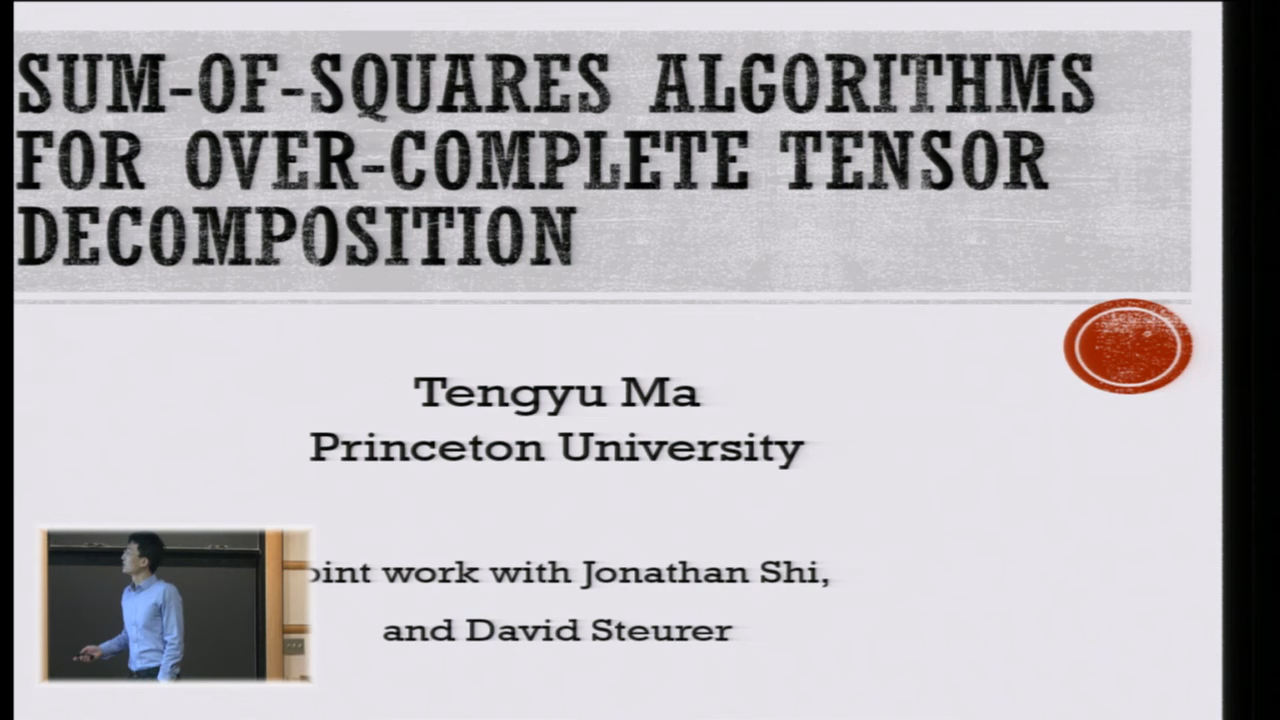 SUM-OF-SQUARES ALGORITHMS
FOR OVER-COMPLETE TENSOR
DECOMPOSITION
Tengyu Ma
Princeton University
oint work with Jonathan Shi,
and David Steurer